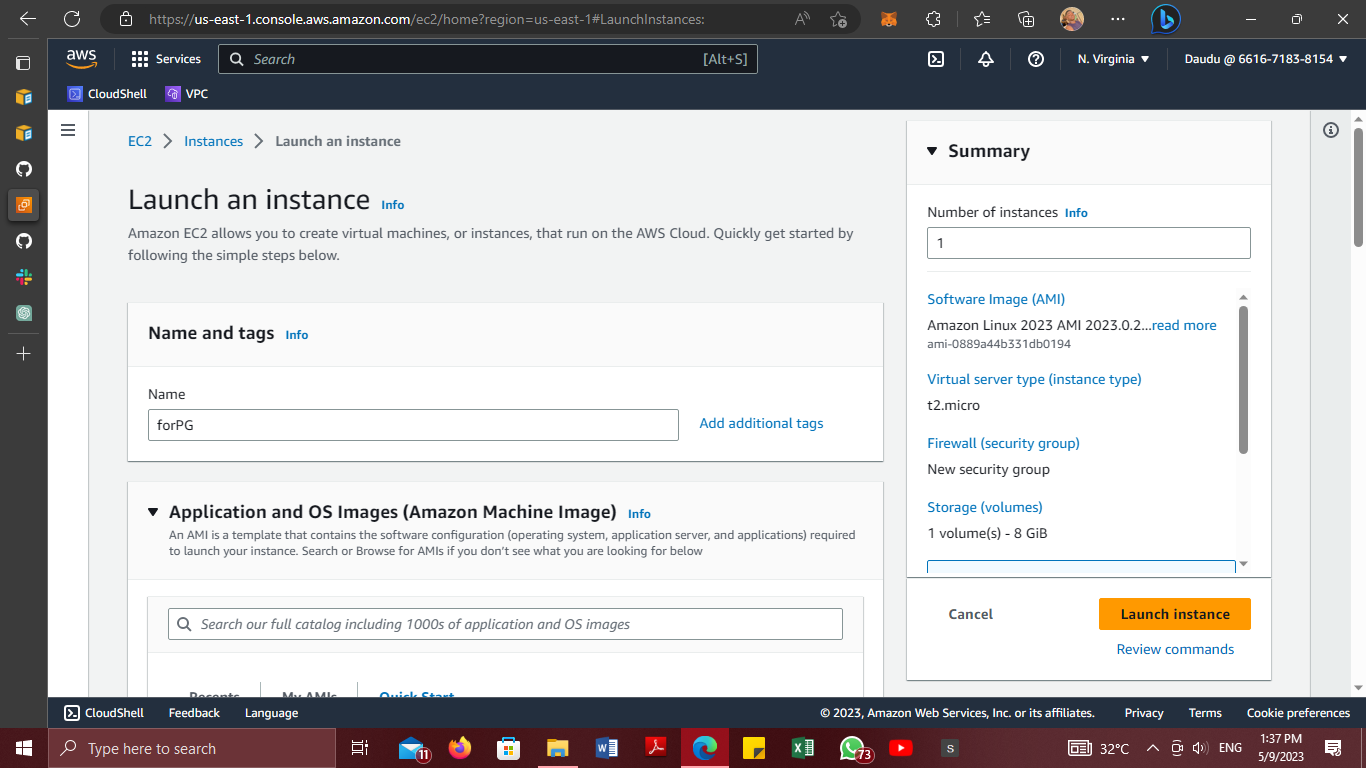 https://us-east-1.console.aws.amazon.com/ec2/home?region=us-east-1#LaunchInstances:
aws
Services
Search
[Alt+S]
N. Virginia
Daudu @ 6616-7183-8154
CloudShell
VPC
EC2
Instances
Launch an instance
Launch an instance Info
Amazon EC2 allows you to create virtual machines, or instances, that run on the AWS Cloud. Quickly get started by
following the simple steps below.
Name and tags Info
Name
forPG
Add additional tags
Application and OS Images (Amazon Machine Image) Info
An AMI is a template that contains the software configuration (operating system, application server, and applications) required
to launch your instance. Search or Browse for AMIs if you don't see what you are looking for below
Search our full catalog including 1000s of application and OS images
Recents
My AMIs
Quick Start
Summary
Number of instances Info
1
Software Image (AMI)
Amazon Linux 2023 AMI 2023.0.2...read more
ami-0889a44b331db0194
Virtual server type (instance type)
t2.micro
Firewall (security group)
New security group
Storage (volumes)
1 volume(s) - 8 GiB
Cancel
Launch instance
Review commands
CloudShell
Feedback
Language
© 2023, Amazon Web Services, Inc. or its affiliates.
Privacy
Terms
Cookie preferences
Type here to search
11
73
S
32°C
ENG
1:37 PM
5/9/2023